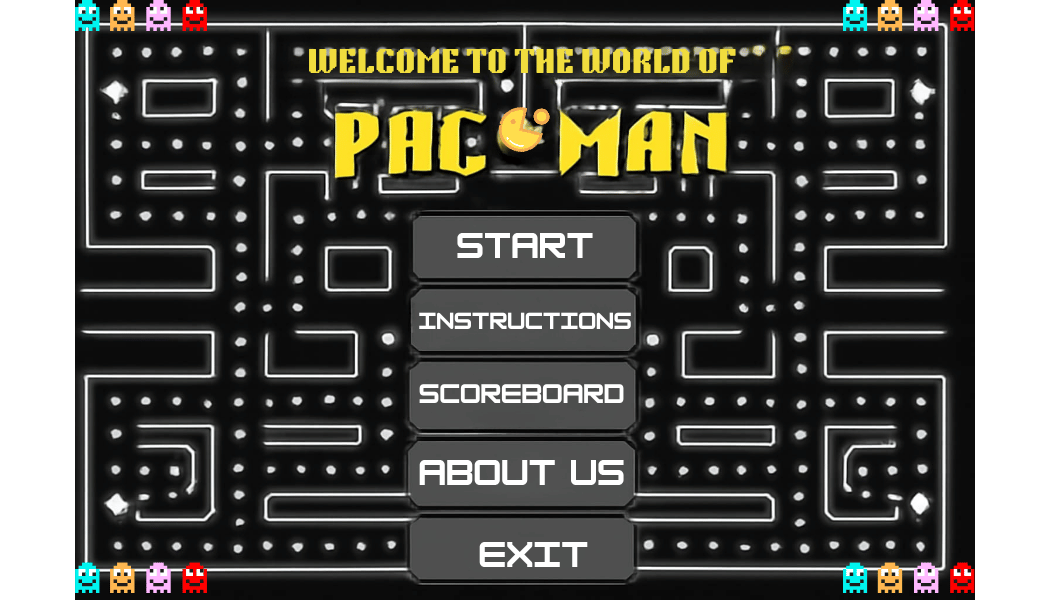 WELCOME TO THE WORLD OF
PAC MAN
START
INSTRUCTIONS
SCOREBOARD
ABOUT US
EXIT